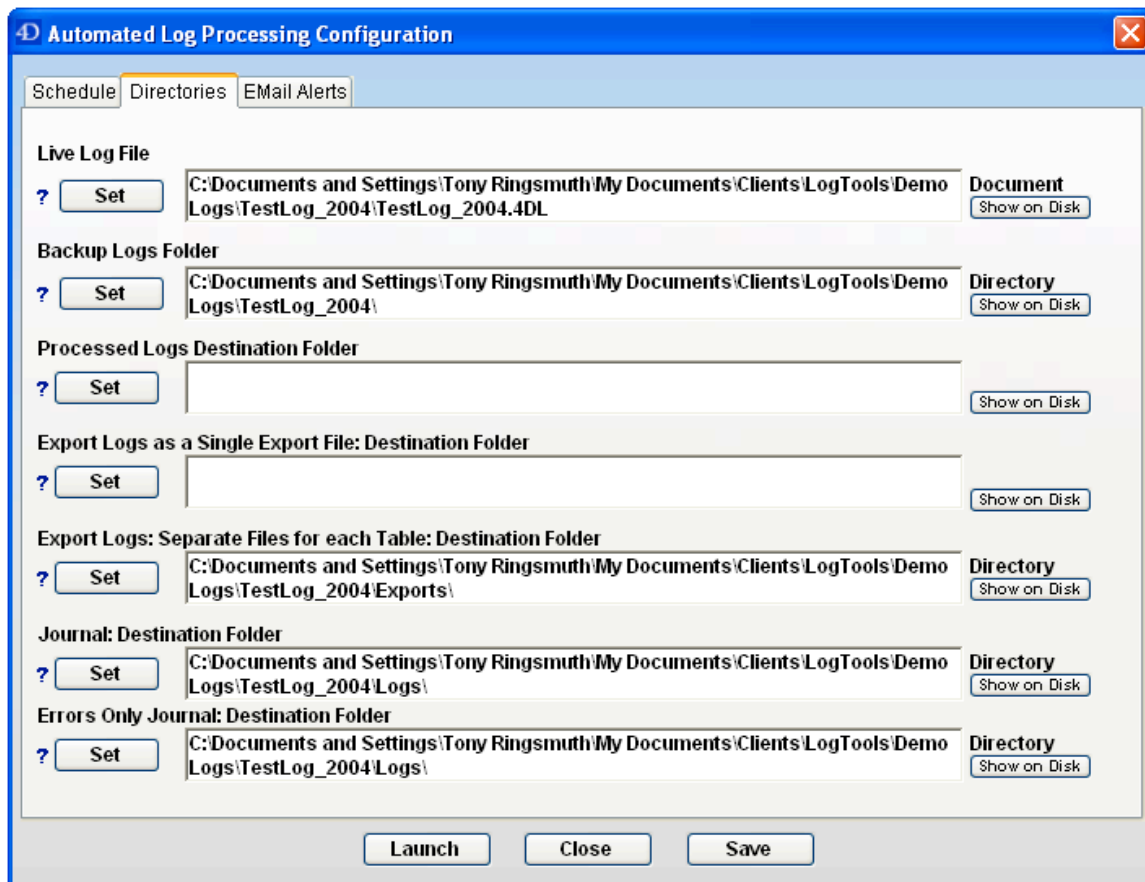 4D Automated Log Processing Configuration
Schedule Directories EMail Alerts
Live Log File
? Set
C:\Documents and Settings\Tony Ringsmuth\My Documents\Clients\LogTools\Demo
Logs\TestLog_2004\TestLog_2004.4DL
Document
Show on Disk
Backup Logs Folder
? Set
C:\Documents and Settings\Tony Ringsmuth\My Documents\Clients\LogTools\Demo
Logs\TestLog_2004\
Directory
Show on Disk
Processed Logs Destination Folder
? Set
Show on Disk
Export Logs as a Single Export File: Destination Folder
? Set
Show on Disk
Export Logs: Separate Files for each Table: Destination Folder
? Set
C:\Documents and Settings\Tony Ringsmuth\My Documents\Clients\LogTools\Demo
Logs\TestLog_2004\Exports\
Directory
Show on Disk
Journal: Destination Folder
? Set
C:\Documents and Settings\Tony Ringsmuth\My Documents\Clients\LogTools\Demo
Logs\TestLog_2004\Logs\
Directory
Show on Disk
Errors Only Journal: Destination Folder
? Set
C:\Documents and Settings\Tony Ringsmuth\My Documents\Clients\LogTools\Demo
Logs\TestLog_2004\Logs\
Directory
Show on Disk
Launch Close Save